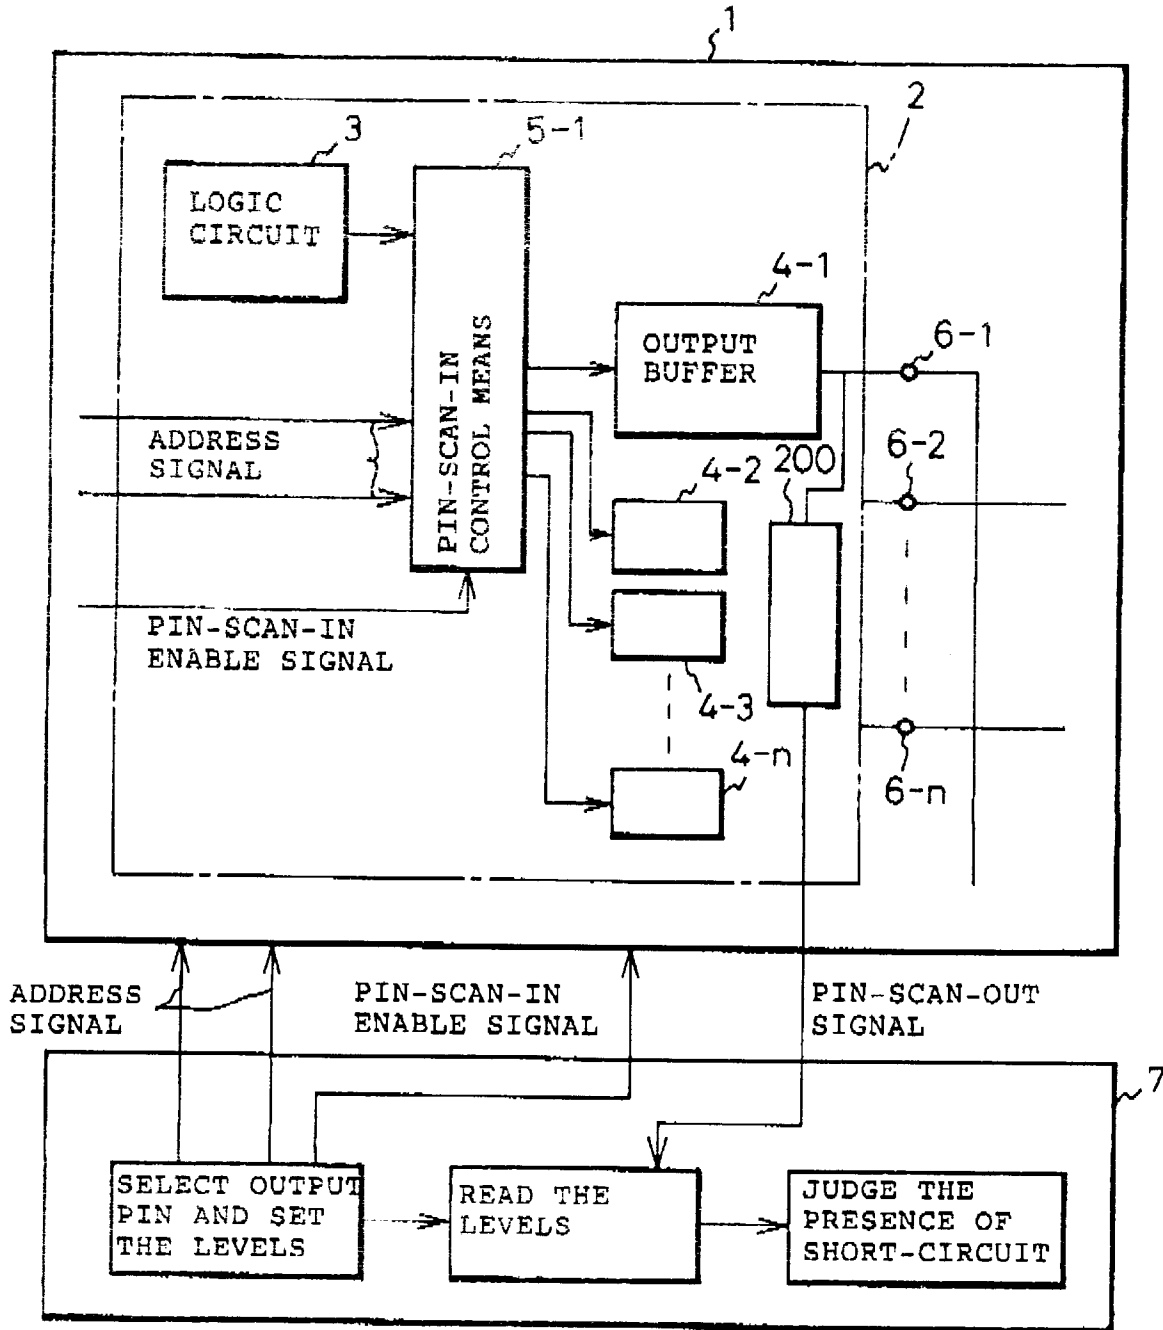 1
2
3
5-1
LOGIC
CIRCUIT
4-1
OUTPUT
BUFFER
6-1
PIN-SCAN-IN
CONTROL MEANS
ADDRESS
SIGNAL
4-2
200
6-2
PIN-SCAN-IN
ENABLE SIGNAL
4-3
4-n
6-n
ADDRESS
SIGNAL
PIN-SCAN-IN
ENABLE SIGNAL
PIN-SCAN-OUT
SIGNAL
7
SELECT OUTPUT
PIN AND SET
THE LEVELS
READ THE
LEVELS
JUDGE THE
PRESENCE OF
SHORT-CIRCUIT